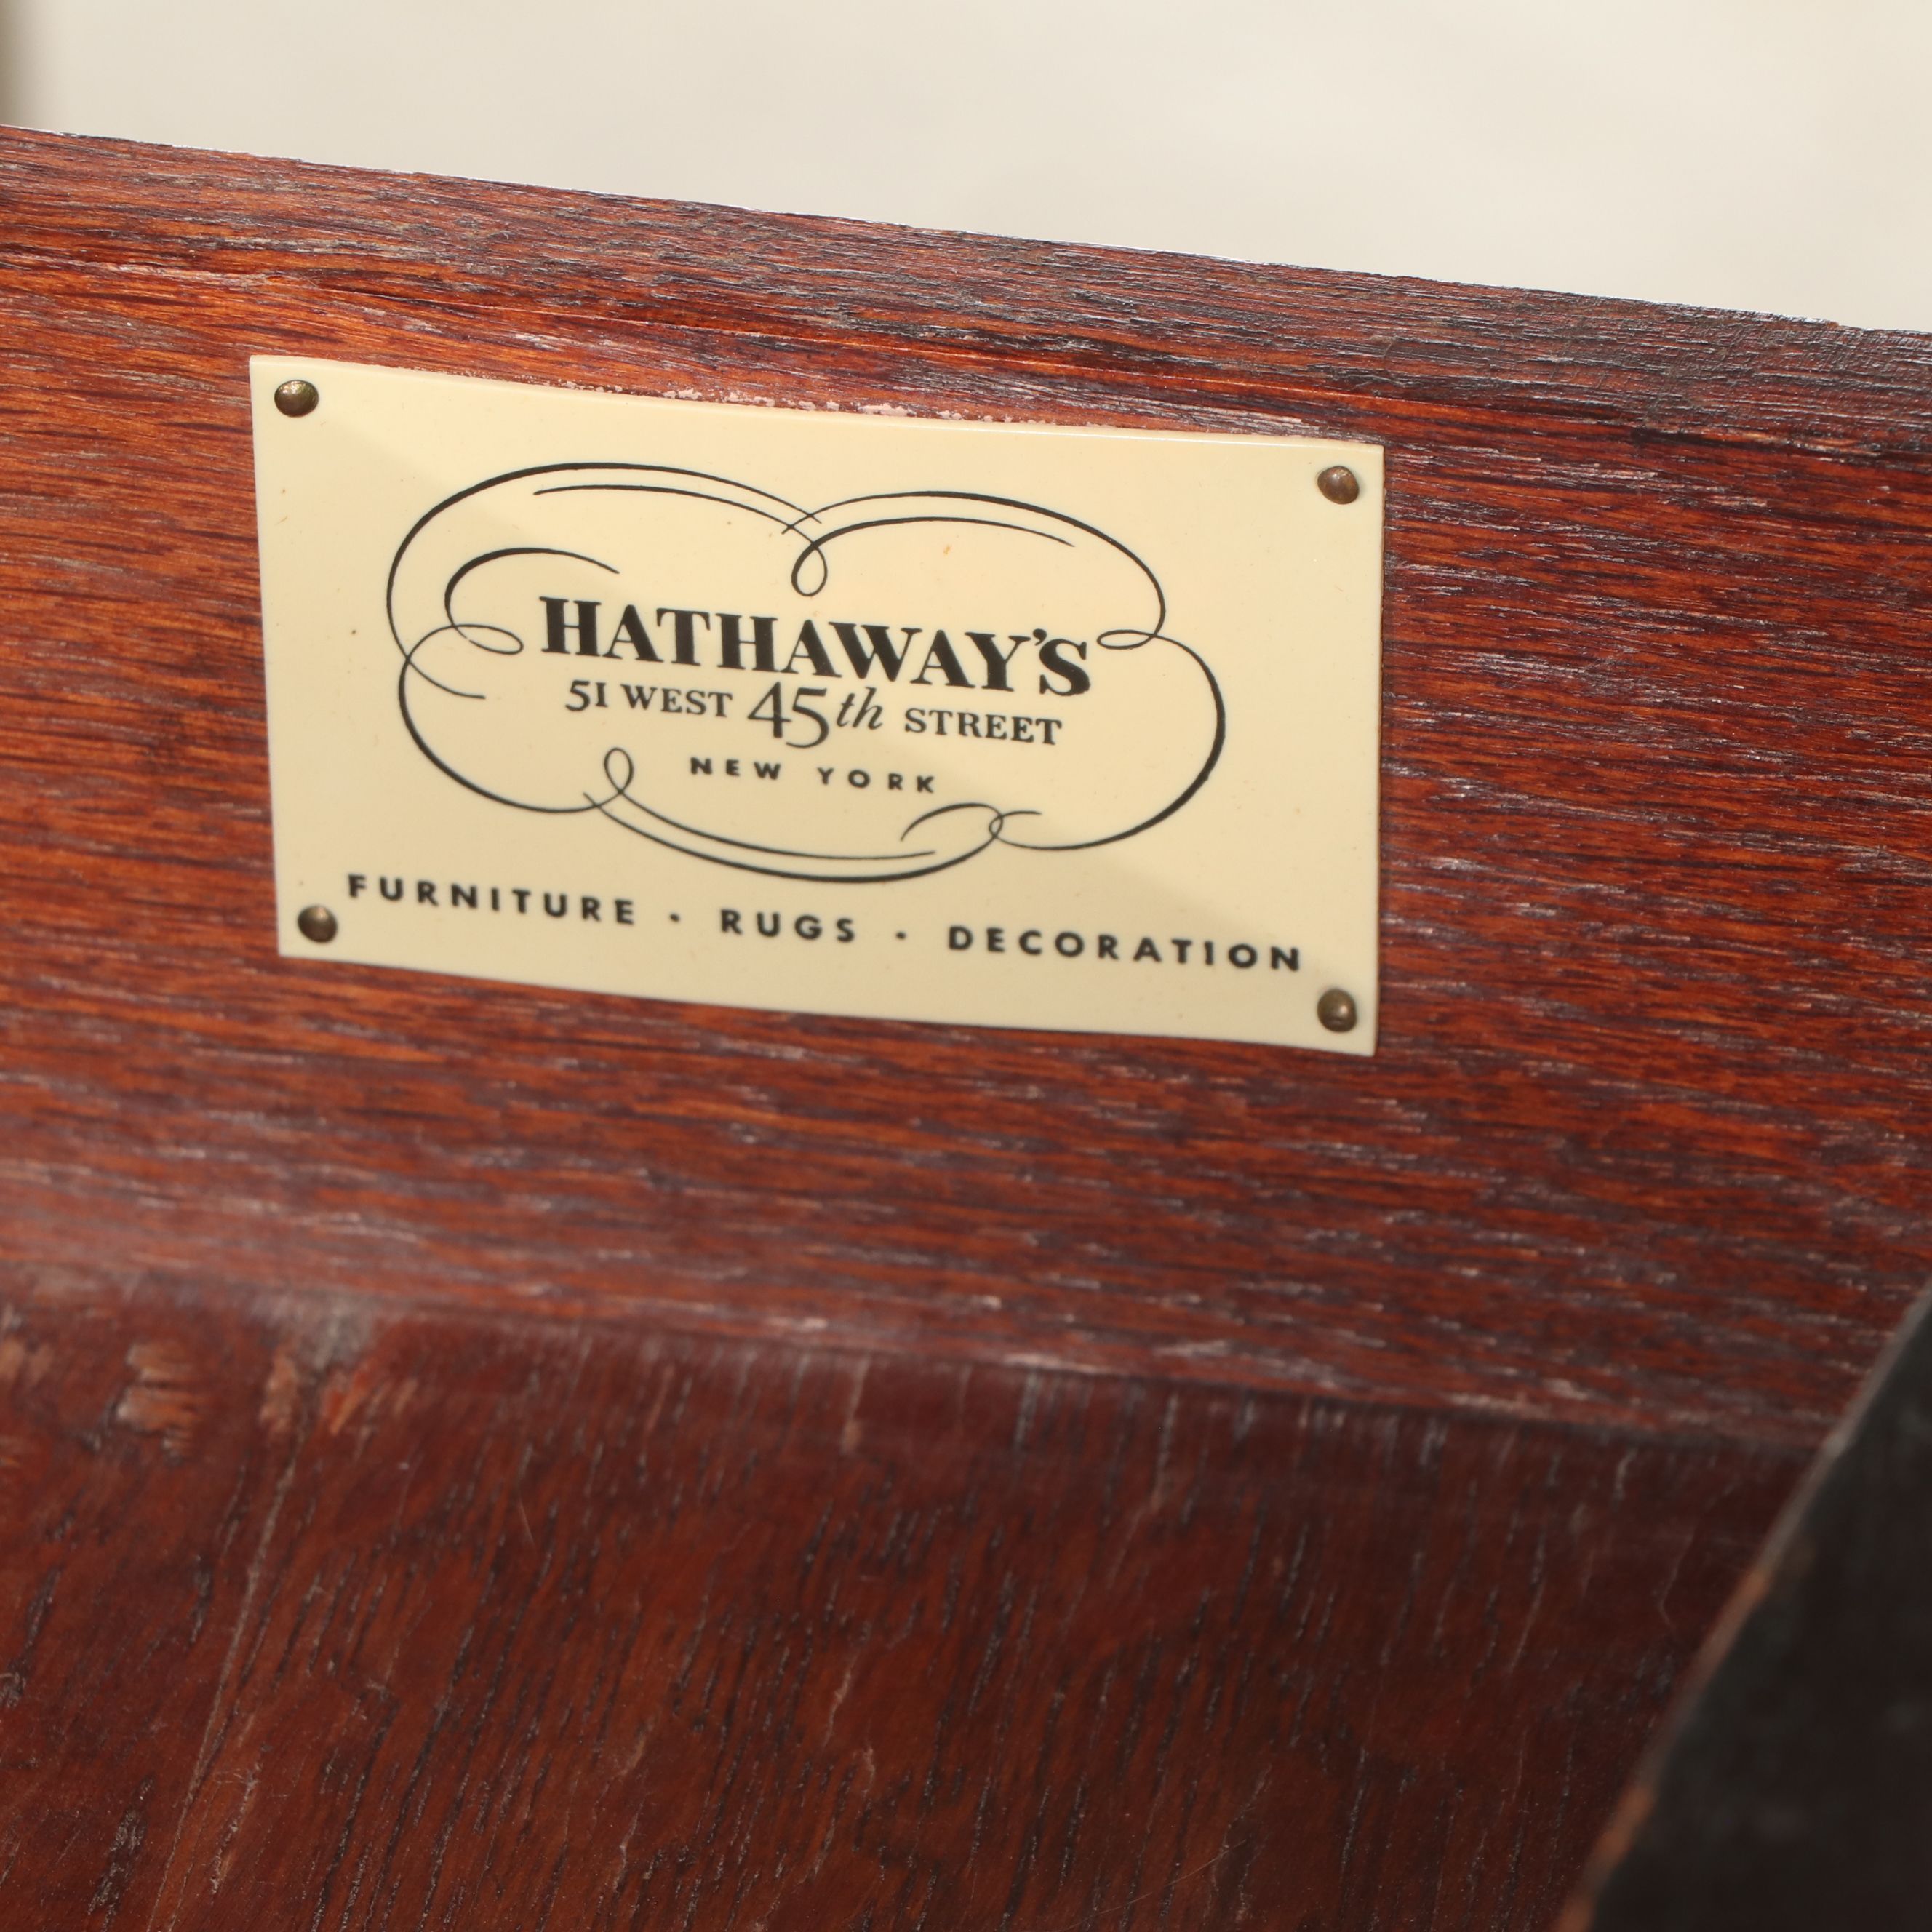 HATHAWAY'S
51 WEST 45th STREET
NEW YORK
FURNITURE · RUGS · DECORATION